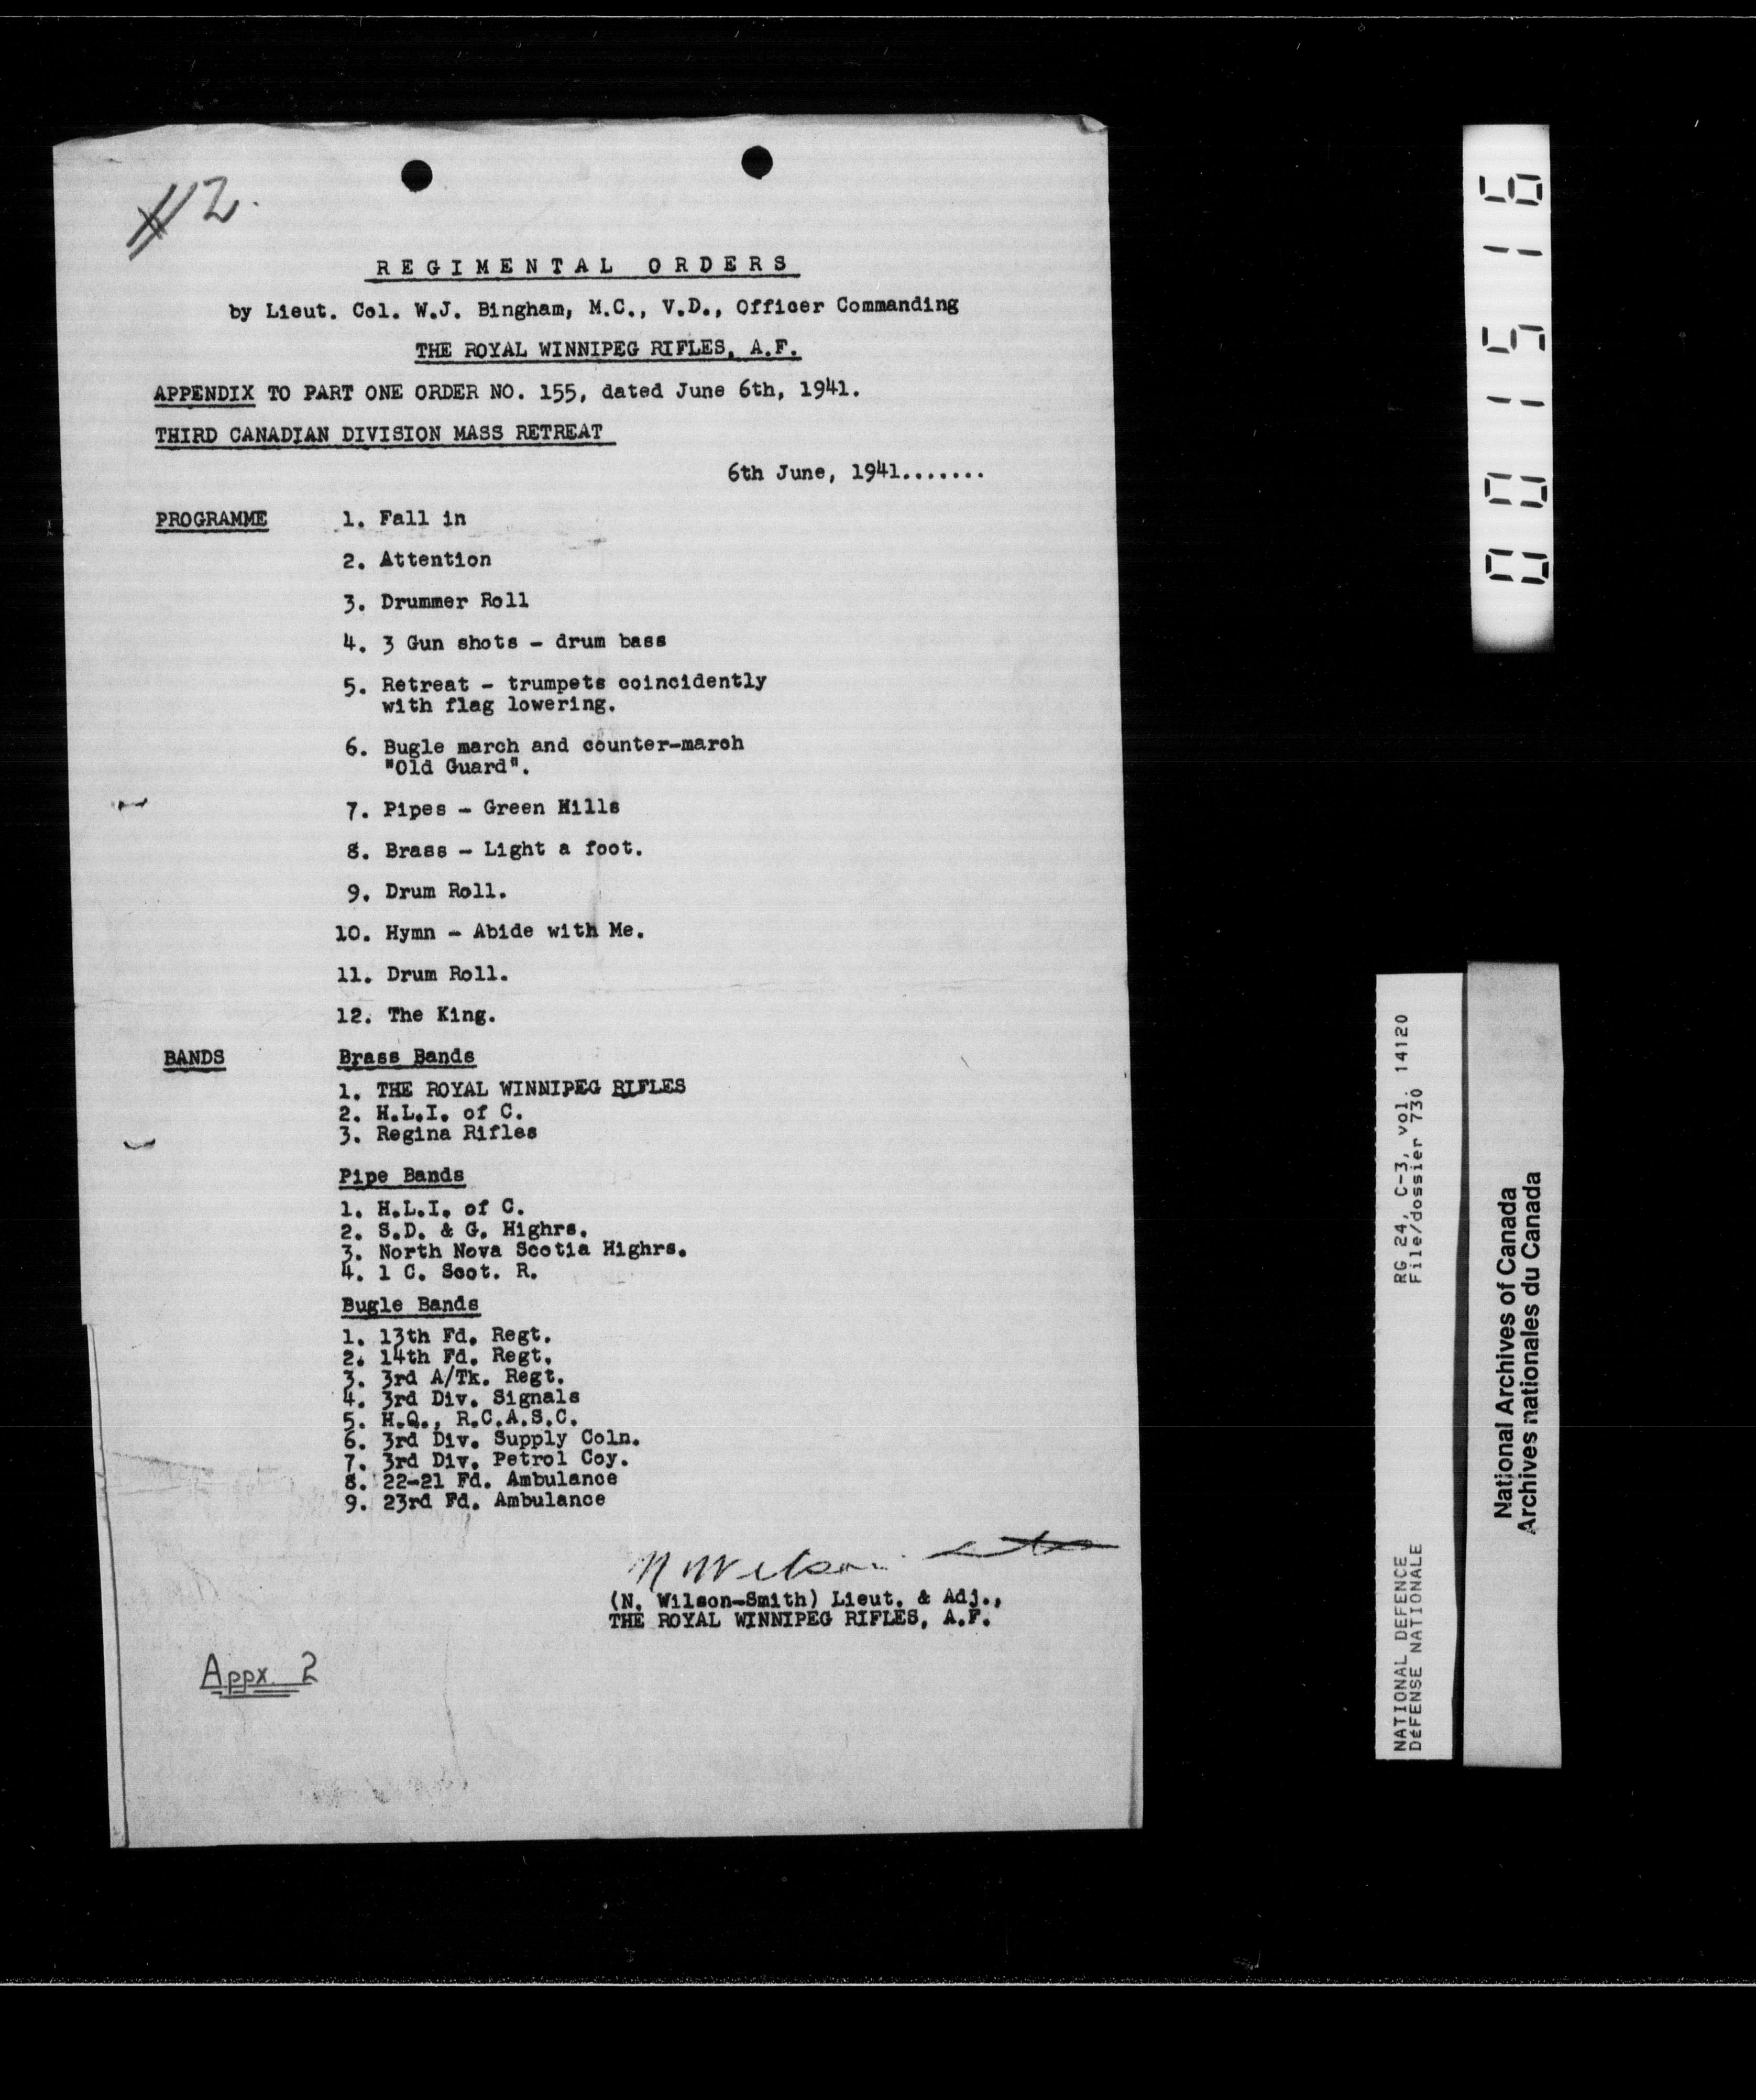 #2.
REGIMENTAL ORDERS
by Lieut. Col. W.J. Bingham, M.C., V.D., Officer Commanding
THE ROYAL WINNIPEG RIFLES, A.F.
APPENDIX TO PART ONE ORDER NO. 155, dated June 6th, 1941.
THIRD CANADIAN DIVISION MASS RETREAT
6th June, 1941.......
PROGRAMME 1. Fall in
2. Attention
3. Drummer Roll
4. 3 Gun shots - drum bass
5. Retreat - trumpets coincidently
with flag lowering.
6. Bugle march and counter-march
"Old Guard".
7. Pipes - Green Hills
8. Brass - Light a foot.
9. Drum Roll.
10. Hymn - Abide with Me.
11. Drum Roll.
12. The King.
BANDS Brass Bands
1. THE ROYAL WINNIPEG RIFLES
2. H.L.I. of C.
3. Regina Rifles
Pipe Bands
1. H.L.I. of C.
2. S.D. & G. Highrs.
3. North Nova Scotia Highrs.
4. 1 C. Scot. R.
Bugle Bands
1. 13th Fd. Regt.
2. 14th Fd. Regt.
3. 3rd A/Tk. Regt.
4. 3rd Div. Signals
5. H.Q., R.C.A.S.C.
6. 3rd Div. Supply Coln.
7. 3rd Div. Petrol Coy.
8. 22-21 Fd. Ambulance
9. 23rd Fd. Ambulance
N Wilson
(N. Wilson-Smith) Lieut. & Adj.,
THE ROYAL WINNIPEG RIFLES, A.F.
Appx 2
001516
NATIONAL DEFENCE RG 24, C-3, vol. 14120
DéFENSE NATIONALE File/dossier 730
National Archives of Canada
Archives nationales du Canada